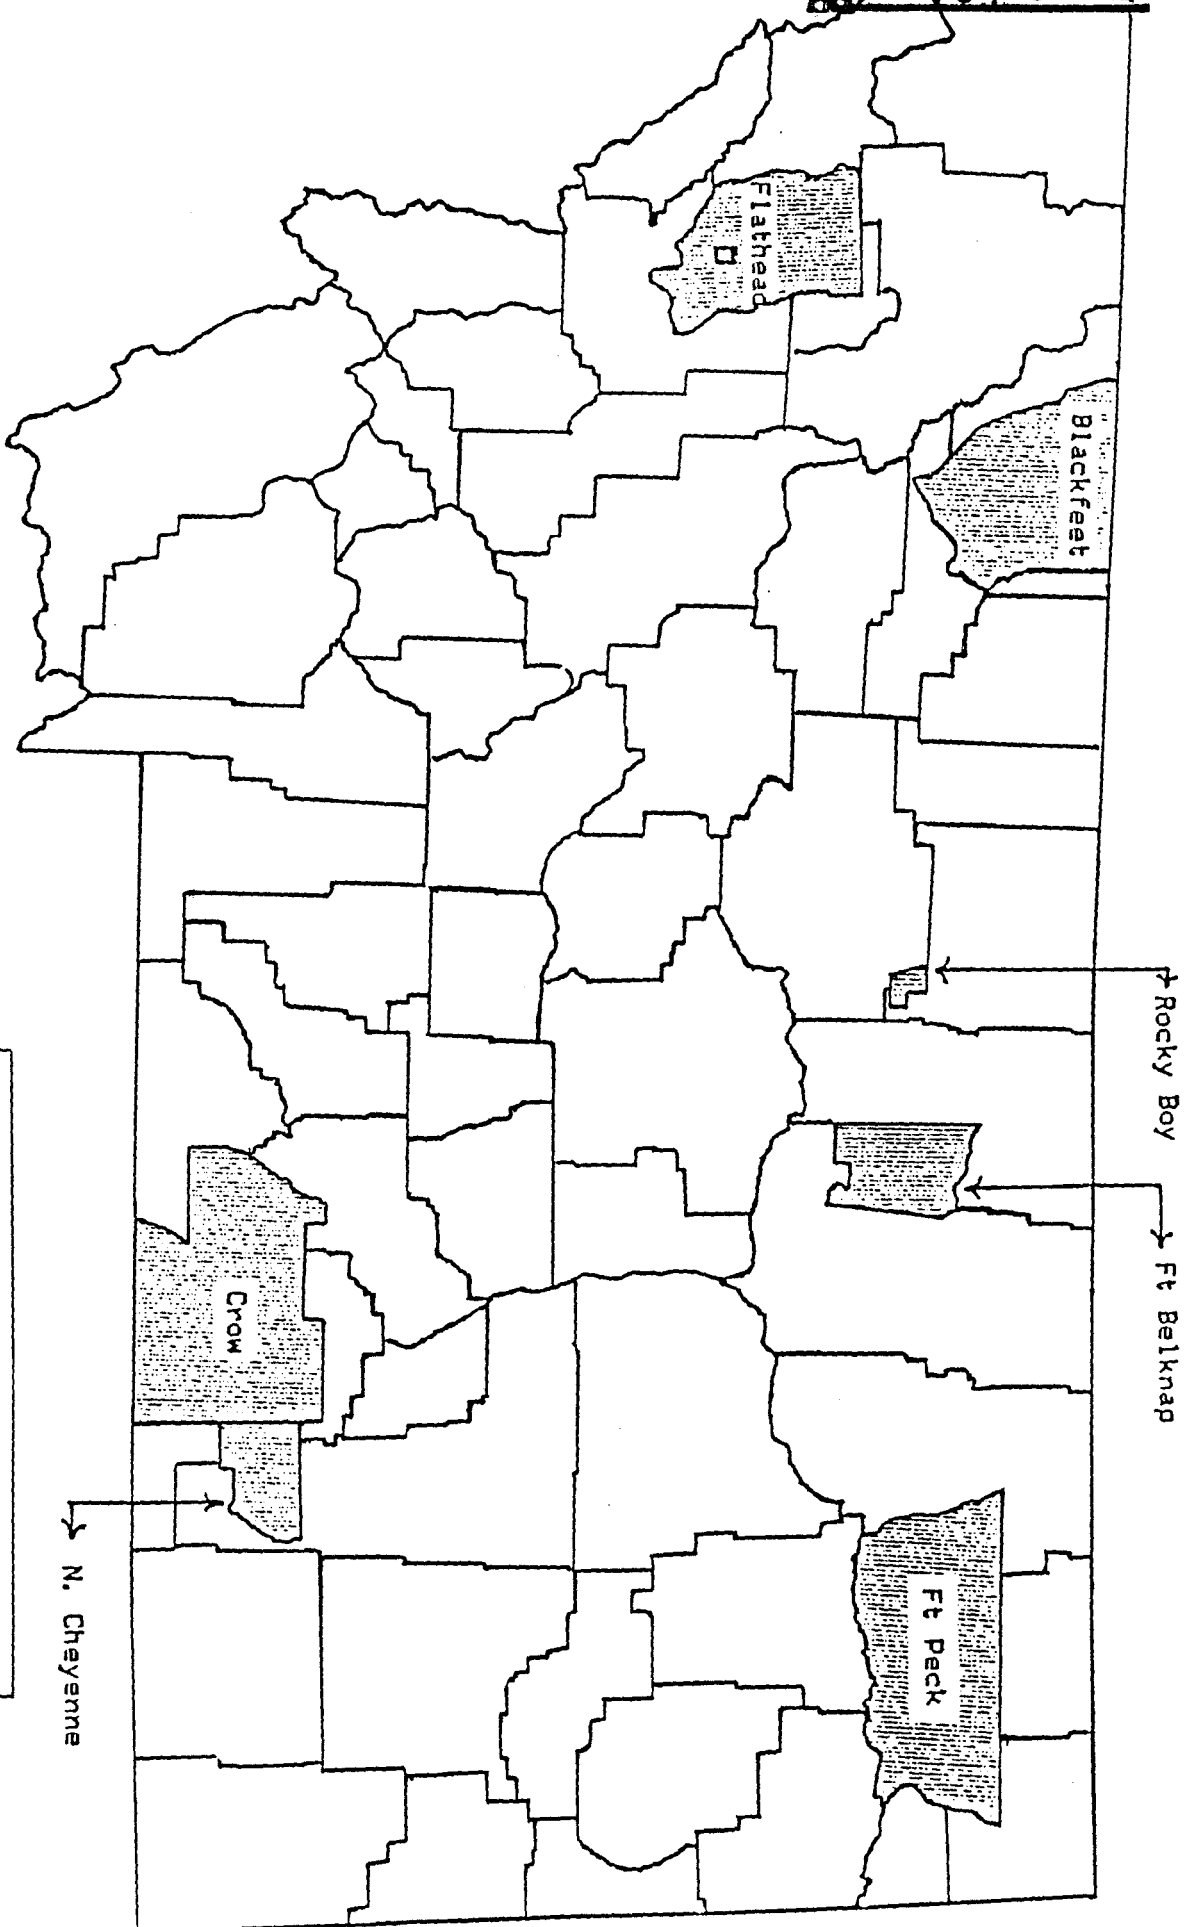 Rocky Boy
Ft Belknap
Blackfeet
Flathead
Ft Peck
Crow
N. Cheyenne